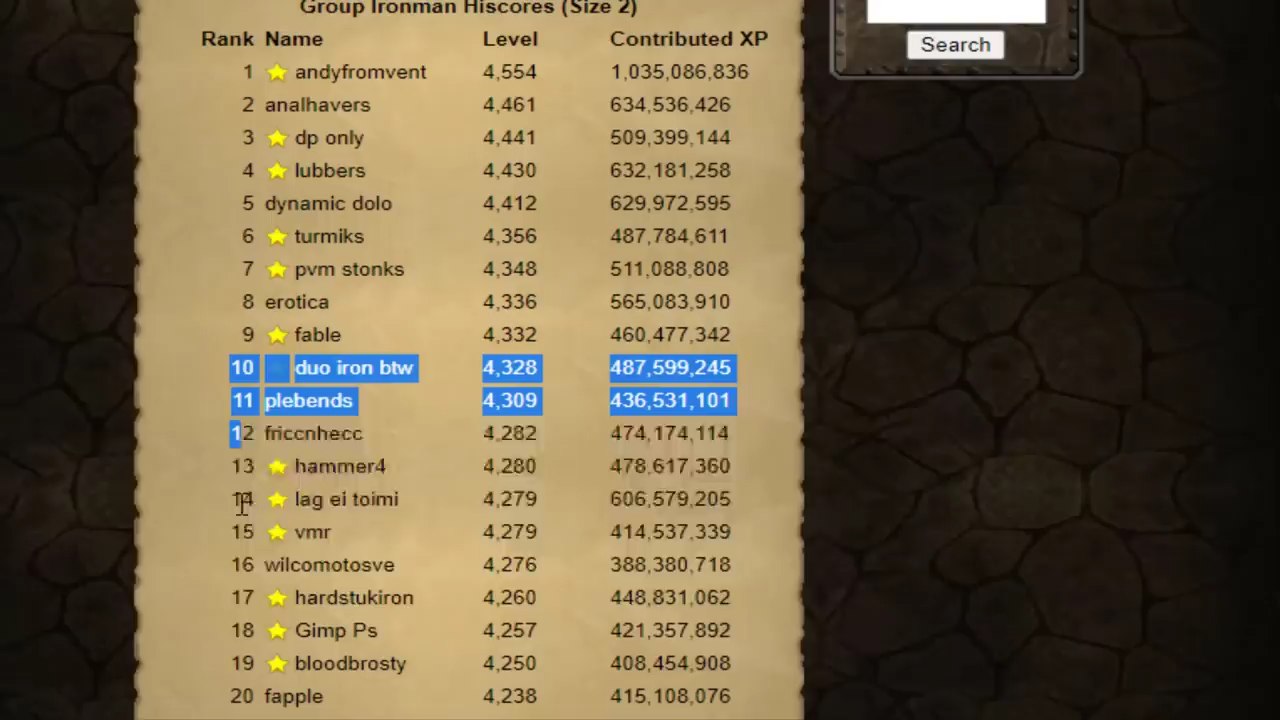 Group Ironman Hiscores (Size 2)
Rank Name Level Contributed XP
1 andyfromvent 4,554 1,035,086,836
2 analhavers 4,461 634,536,426
3 dp only 4,441 509,399,144
4 lubbers 4,430 632,181,258
5 dynamic dolo 4,412 629,972,595
6 turmiks 4,356 487,784,611
7 pvm stonks 4,348 511,088,808
8 erotica 4,336 565,083,910
9 fable 4,332 460,477,342
10 duo iron btw 4,328 487,599,245
11 plebends 4,309 436,531,101
12 friccnhecc 4,282 474,174,114
13 hammer4 4,280 478,617,360
14 lag ei toimi 4,279 606,579,205
15 vmr 4,279 414,537,339
16 wilcomotosve 4,276 388,380,718
17 hardstukiron 4,260 448,831,062
18 Gimp Ps 4,257 421,357,892
19 bloodbrosty 4,250 408,454,908
20 fapple 4,238 415,108,076
Search